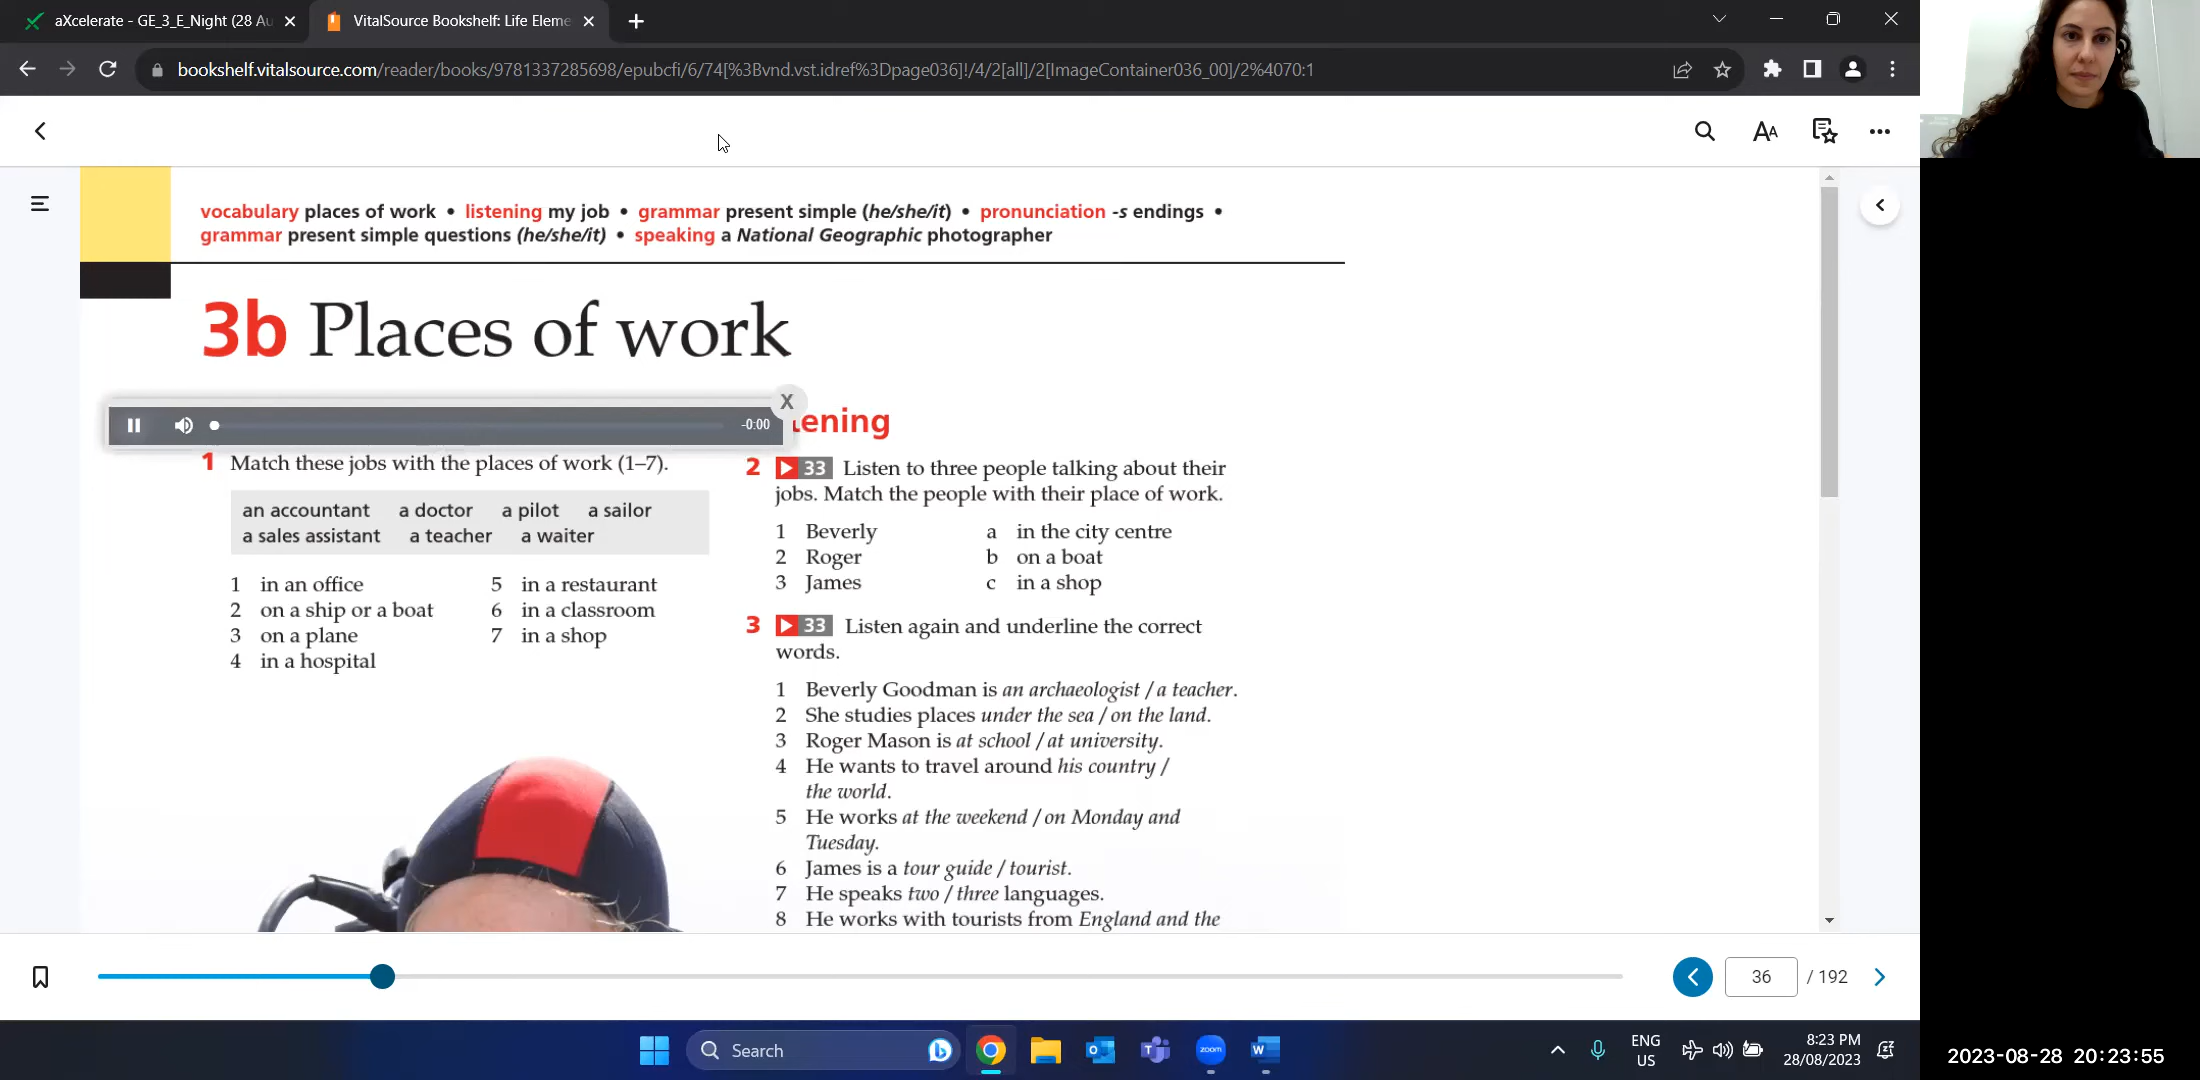 aXcelerate - GE_3_E_Night (28 Au
VitalSource Bookshelf: Life Eleme
bookshelf.vitalsource.com/reader/books/9781337285698/epubcfi/6/74[%3Bvnd.vst.idref%3Dpage036]!/4/2[all]/2[ImageContainer036_00]/2%4070:1
AA
vocabulary places of work • listening my job • grammar present simple (he/she/it) • pronunciation -s endings •
grammar present simple questions (he/she/it) • speaking a National Geographic photographer
3b Places of work
X
-0:00
tening
1 Match these jobs with the places of work (1–7).
an accountant a doctor a pilot a sailor
a sales assistant a teacher a waiter
1 in an office
2 on a ship or a boat
3 on a plane
4 in a hospital
5 in a restaurant
6 in a classroom
7 in a shop
2 33 Listen to three people talking about their
jobs. Match the people with their place of work.
1 Beverly a in the city centre
2 Roger b on a boat
3 James c in a shop
3 33 Listen again and underline the correct
words.
1 Beverly Goodman is an archaeologist / a teacher.
2 She studies places under the sea / on the land.
3 Roger Mason is at school / at university.
4 He wants to travel around his country /
the world.
5 He works at the weekend / on Monday and
Tuesday.
6 James is a tour guide / tourist.
7 He speaks two / three languages.
8 He works with tourists from England and the
36 / 192
Search
zoom
ENG
US
8:23 PM
28/08/2023
2023-08-28 20:23:55